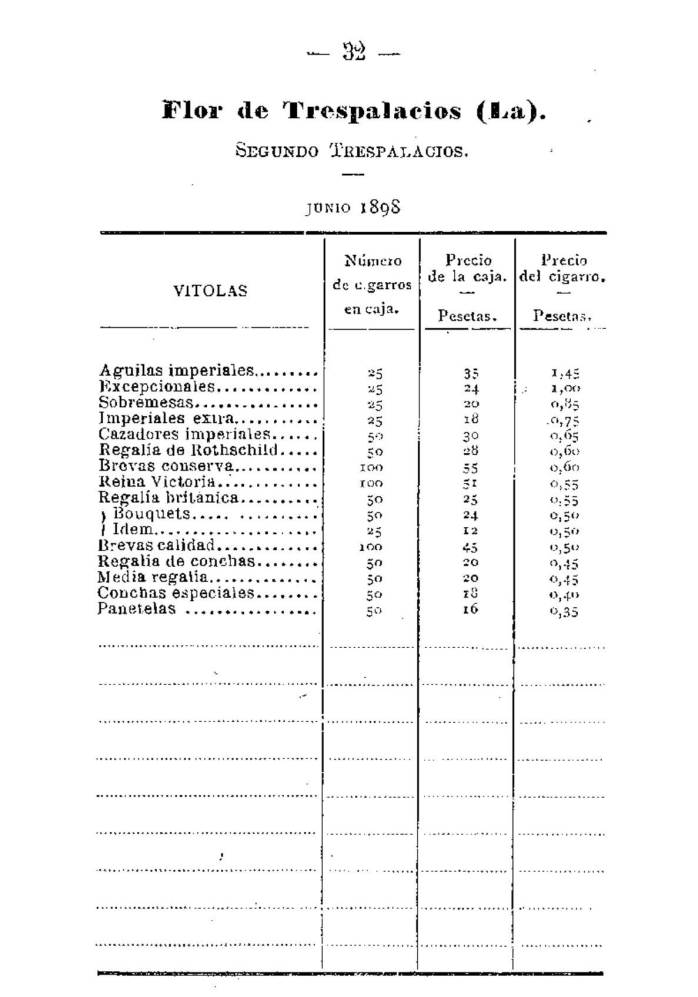 — 32 —
Flor de Trespalacios (La).
SEGUNDO TRESPALACIOS.
JUNIO 1898
VITOLAS
Número de cigarros en caja.
Precio de la caja. — Pesetas.
Precio del cigarro. — Pesetas.
Aguilas imperiales......... 25 35 1,45
Excepcionales............. 25 24 1,00
Sobremesas................ 25 20 0,85
Imperiales extra........... 25 18 0,75
Cazadores imperiales...... 50 30 0,65
Regalía de Rothschild..... 50 28 0,60
Brevas conserva........... 100 55 0,60
Reina Victoria............. 100 51 0,55
Regalía británica.......... 50 25 0,55
Bouquets..... .......... 50 24 0,50
Idem..................... 25 12 0,50
Brevas calidad............. 100 45 0,50
Regalía de conchas........ 50 20 0,45
Media regalía.............. 50 20 0,45
Conchas especiales........ 50 18 0,40
Panetelas ................. 50 16 0,35